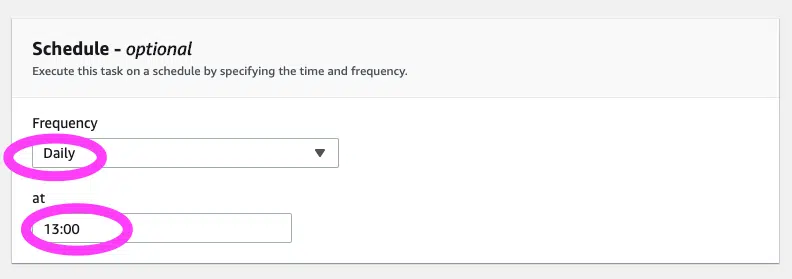 Schedule - optional
Execute this task on a schedule by specifying the time and frequency.
Frequency
Daily
at
13:00